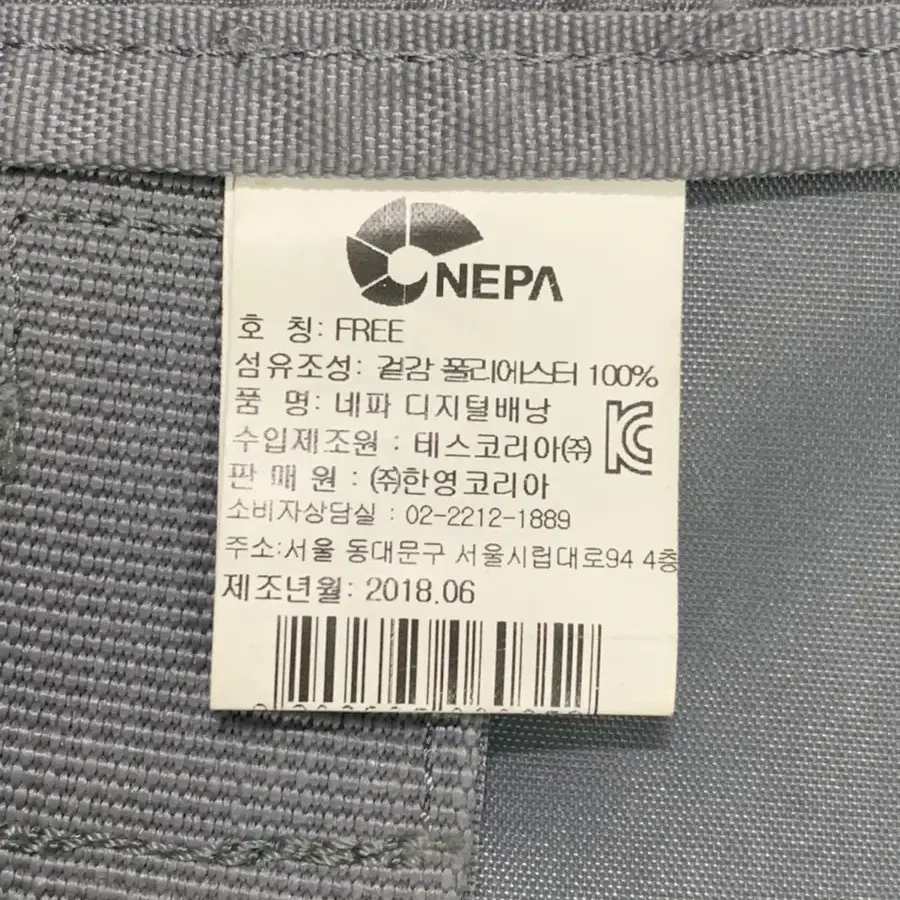 NEPA
호 칭: FREE
섬유조성: 겉감 폴리에스터 100%
품 명: 네파 디지털배낭
수입제조원 : 테스코리아㈜
판 매 원 : ㈜한영코리아
소비자상담실 : 02-2212-1889
주소:서울 동대문구 서울시립대로94 4층
제조년월: 2018.06